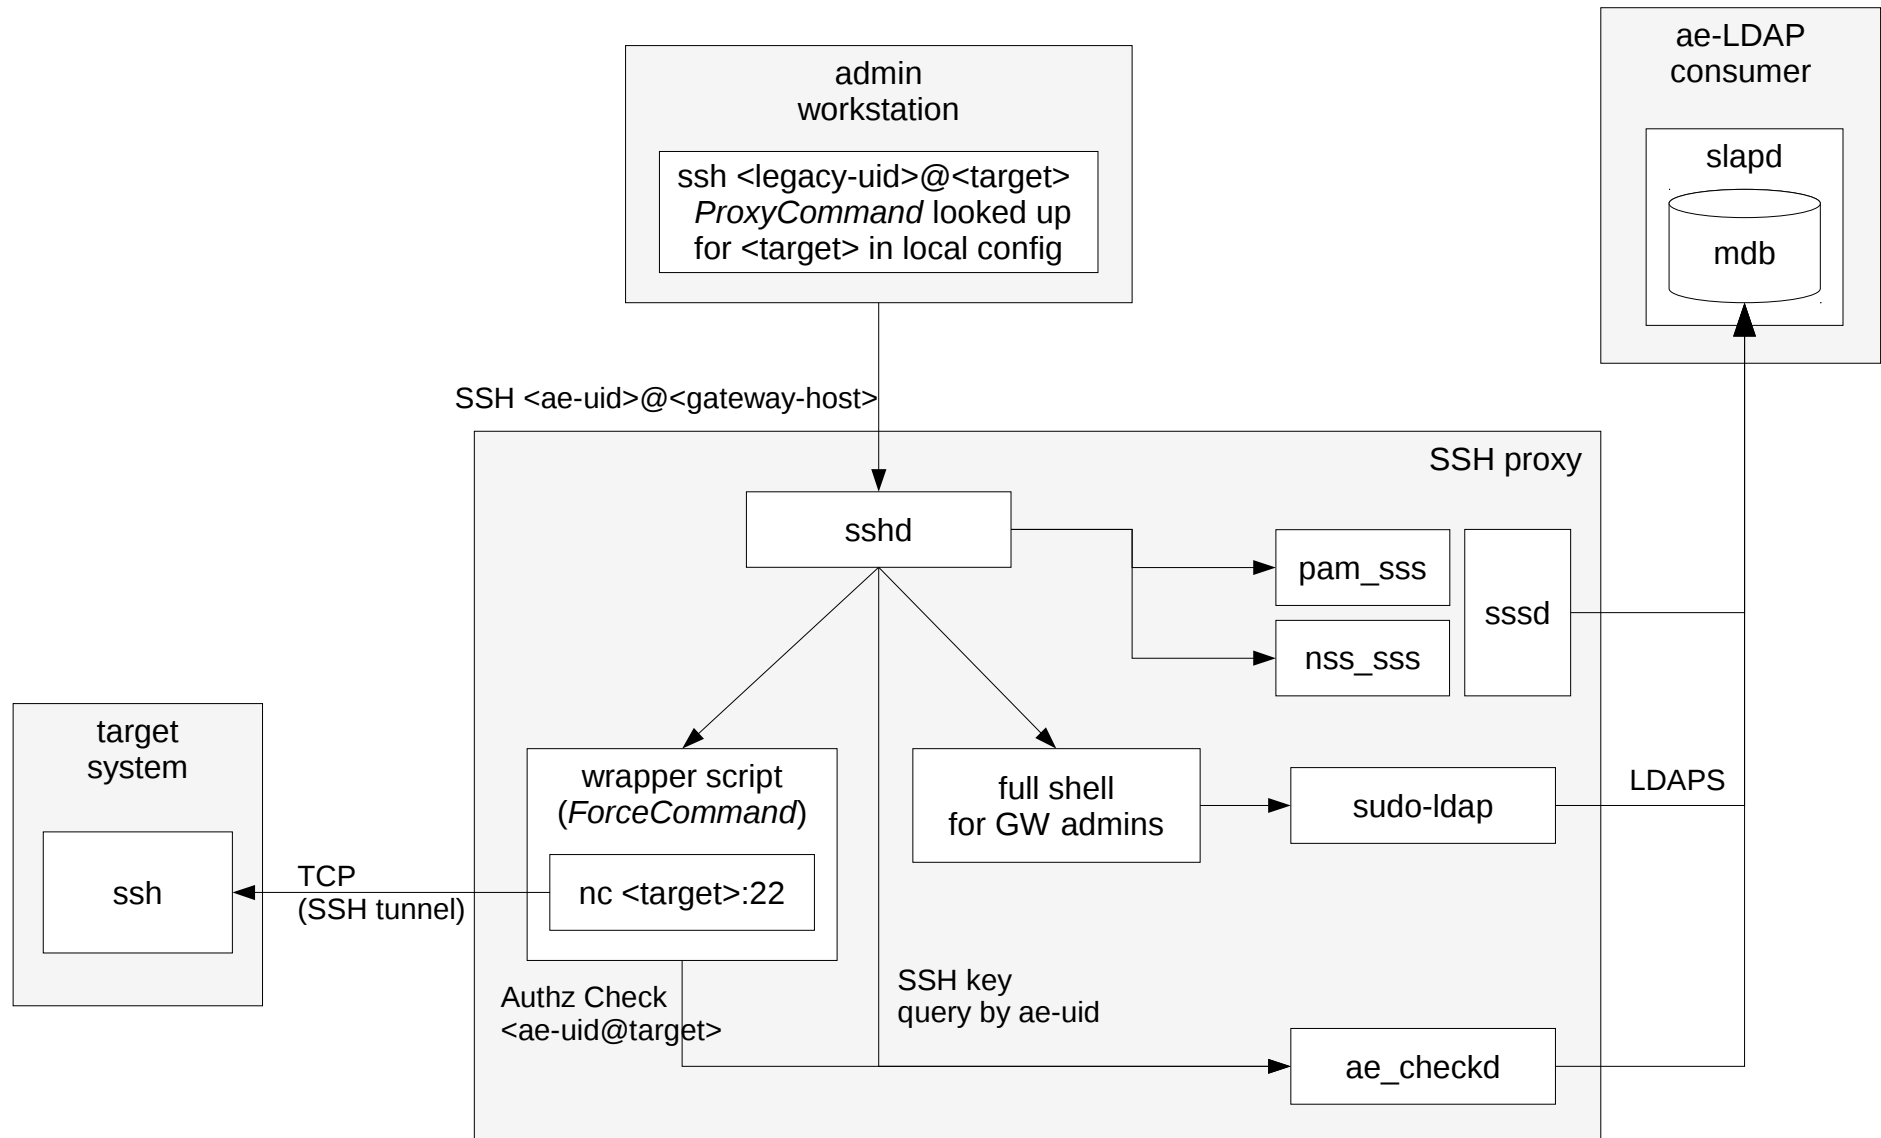 ae-LDAP
consumer
slapd
mdb
admin
workstation
ssh <legacy-uid>@<target>
ProxyCommand looked up
for <target> in local config
SSH <ae-uid>@<gateway-host>
SSH proxy
sshd
pam_sss
nss_sss
sssd
target
system
ssh
TCP
(SSH tunnel)
wrapper script
(ForceCommand)
nc <target>:22
full shell
for GW admins
sudo-ldap
LDAPS
Authz Check
<ae-uid@target>
SSH key
query by ae-uid
ae_checkd